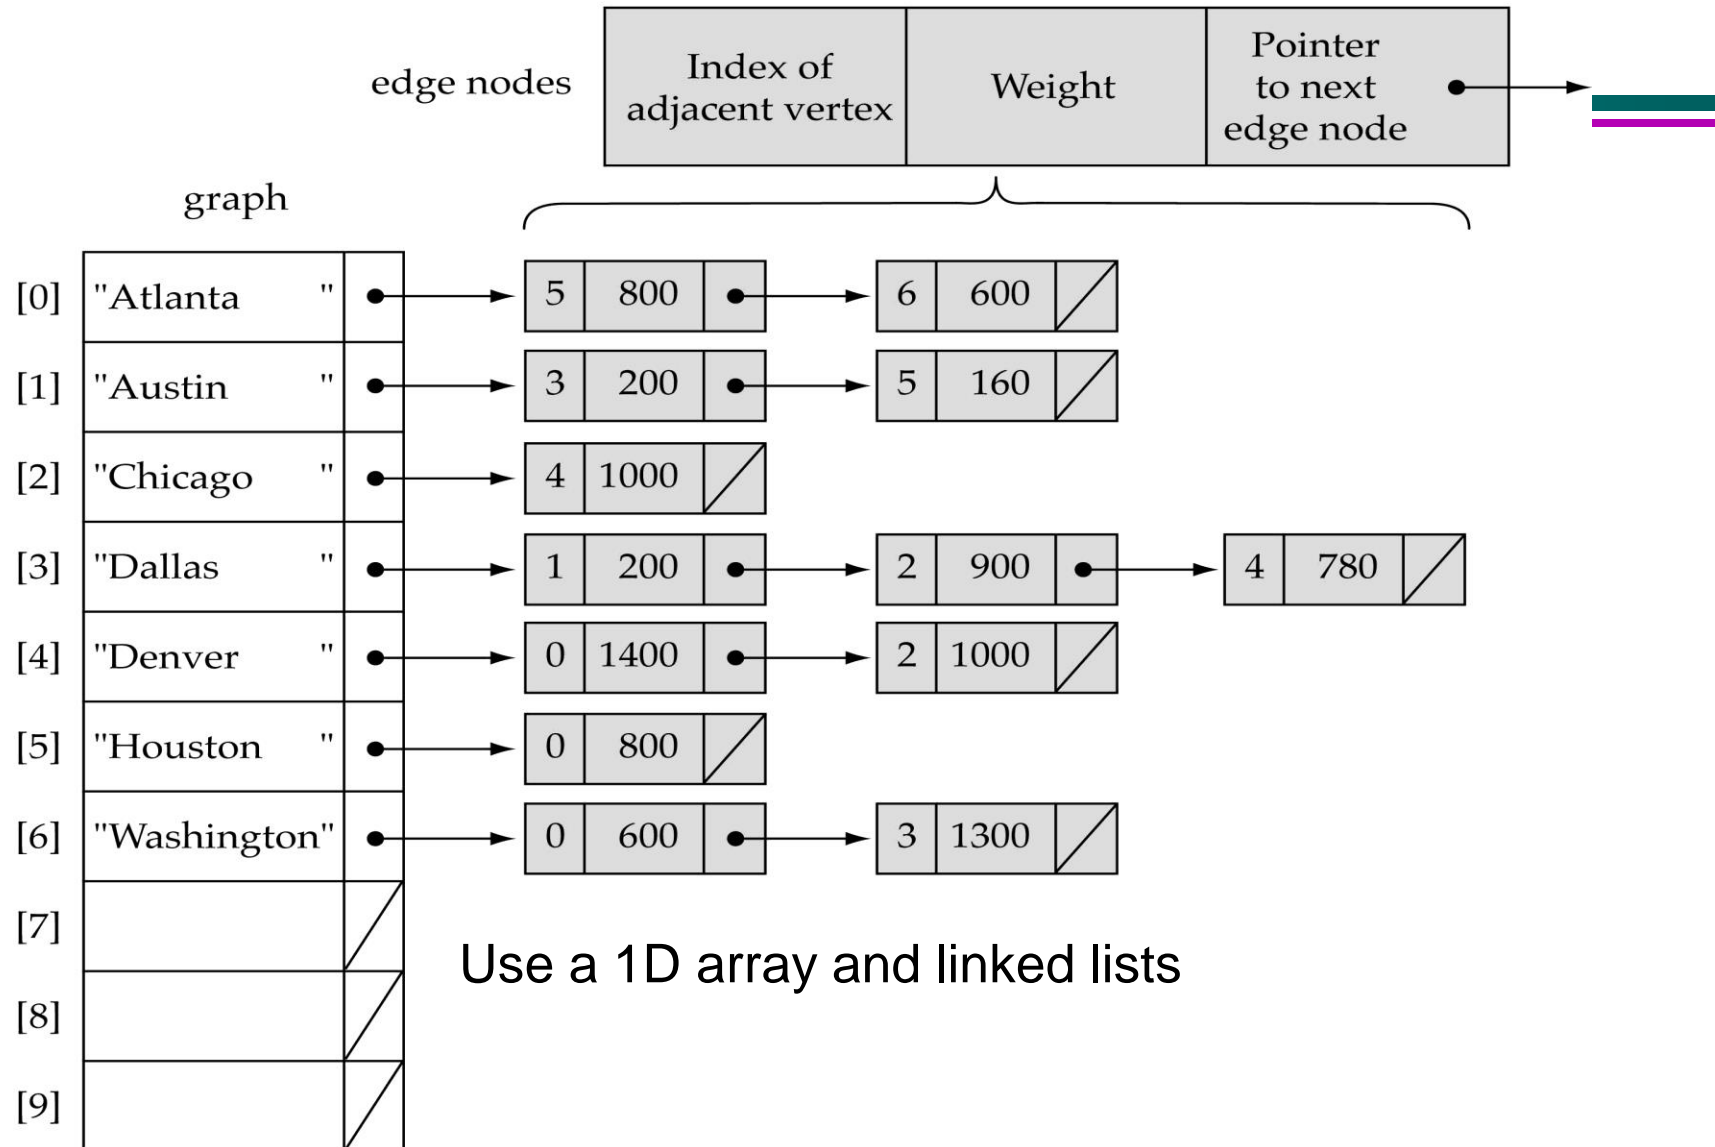 edge nodes
Index of
adjacent vertex
Weight
Pointer
to next
edge node
graph
[0] "Atlanta " 5 800 6 600
[1] "Austin " 3 200 5 160
[2] "Chicago " 4 1000
[3] "Dallas " 1 200 2 900 4 780
[4] "Denver " 0 1400 2 1000
[5] "Houston " 0 800
[6] "Washington" 0 600 3 1300
[7]
Use a 1D array and linked lists
[8]
[9]